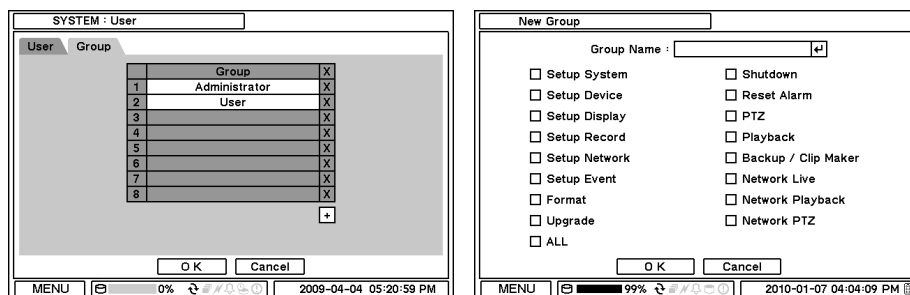 SYSTEM : User
User Group
Group X
1 Administrator X
2 User X
3 X
4 X
5 X
6 X
7 X
8 X
+
OK Cancel
MENU 0% 2009-04-04 05:20:59 PM
New Group
Group Name :
Setup System Shutdown
Setup Device Reset Alarm
Setup Display PTZ
Setup Record Playback
Setup Network Backup / Clip Maker
Setup Event Network Live
Format Network Playback
Upgrade Network PTZ
ALL
OK Cancel
MENU 99% 2010-01-07 04:04:09 PM